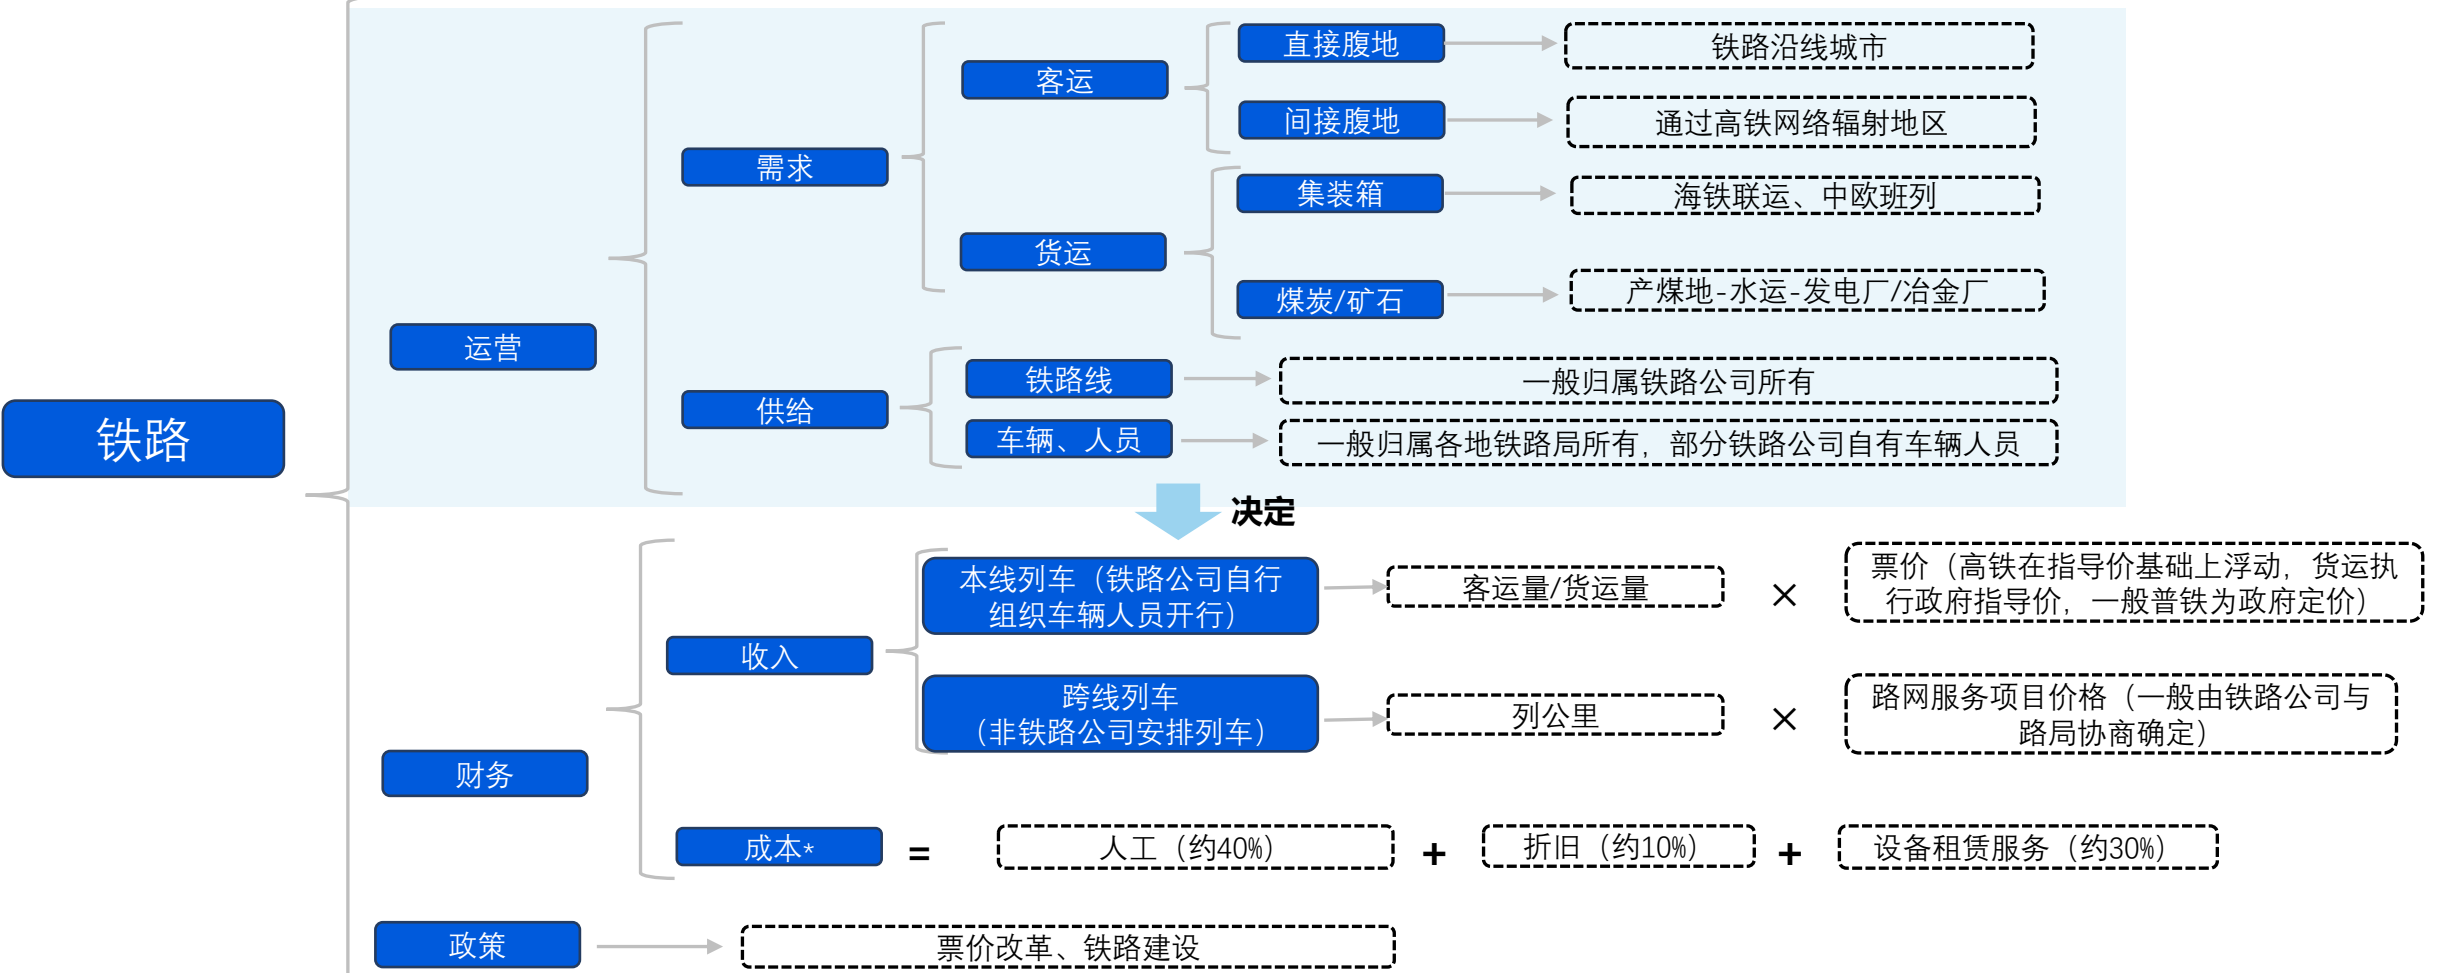 铁路
运营
需求
客运
直接腹地
铁路沿线城市
间接腹地
通过高铁网络辐射地区
货运
集装箱
海铁联运、中欧班列
煤炭/矿石
产煤地-水运-发电厂/冶金厂
供给
铁路线
一般归属铁路公司所有
车辆、人员
一般归属各地铁路局所有，部分铁路公司自有车辆人员
决定
财务
收入
本线列车（铁路公司自行
组织车辆人员开行）
客运量/货运量
×
票价（高铁在指导价基础上浮动，货运执
行政府指导价，一般普铁为政府定价）
跨线列车
（非铁路公司安排列车）
列公里
×
路网服务项目价格（一般由铁路公司与
路局协商确定）
成本*
=
人工（约40%）
+
折旧（约10%）
+
设备租赁服务（约30%）
政策
票价改革、铁路建设